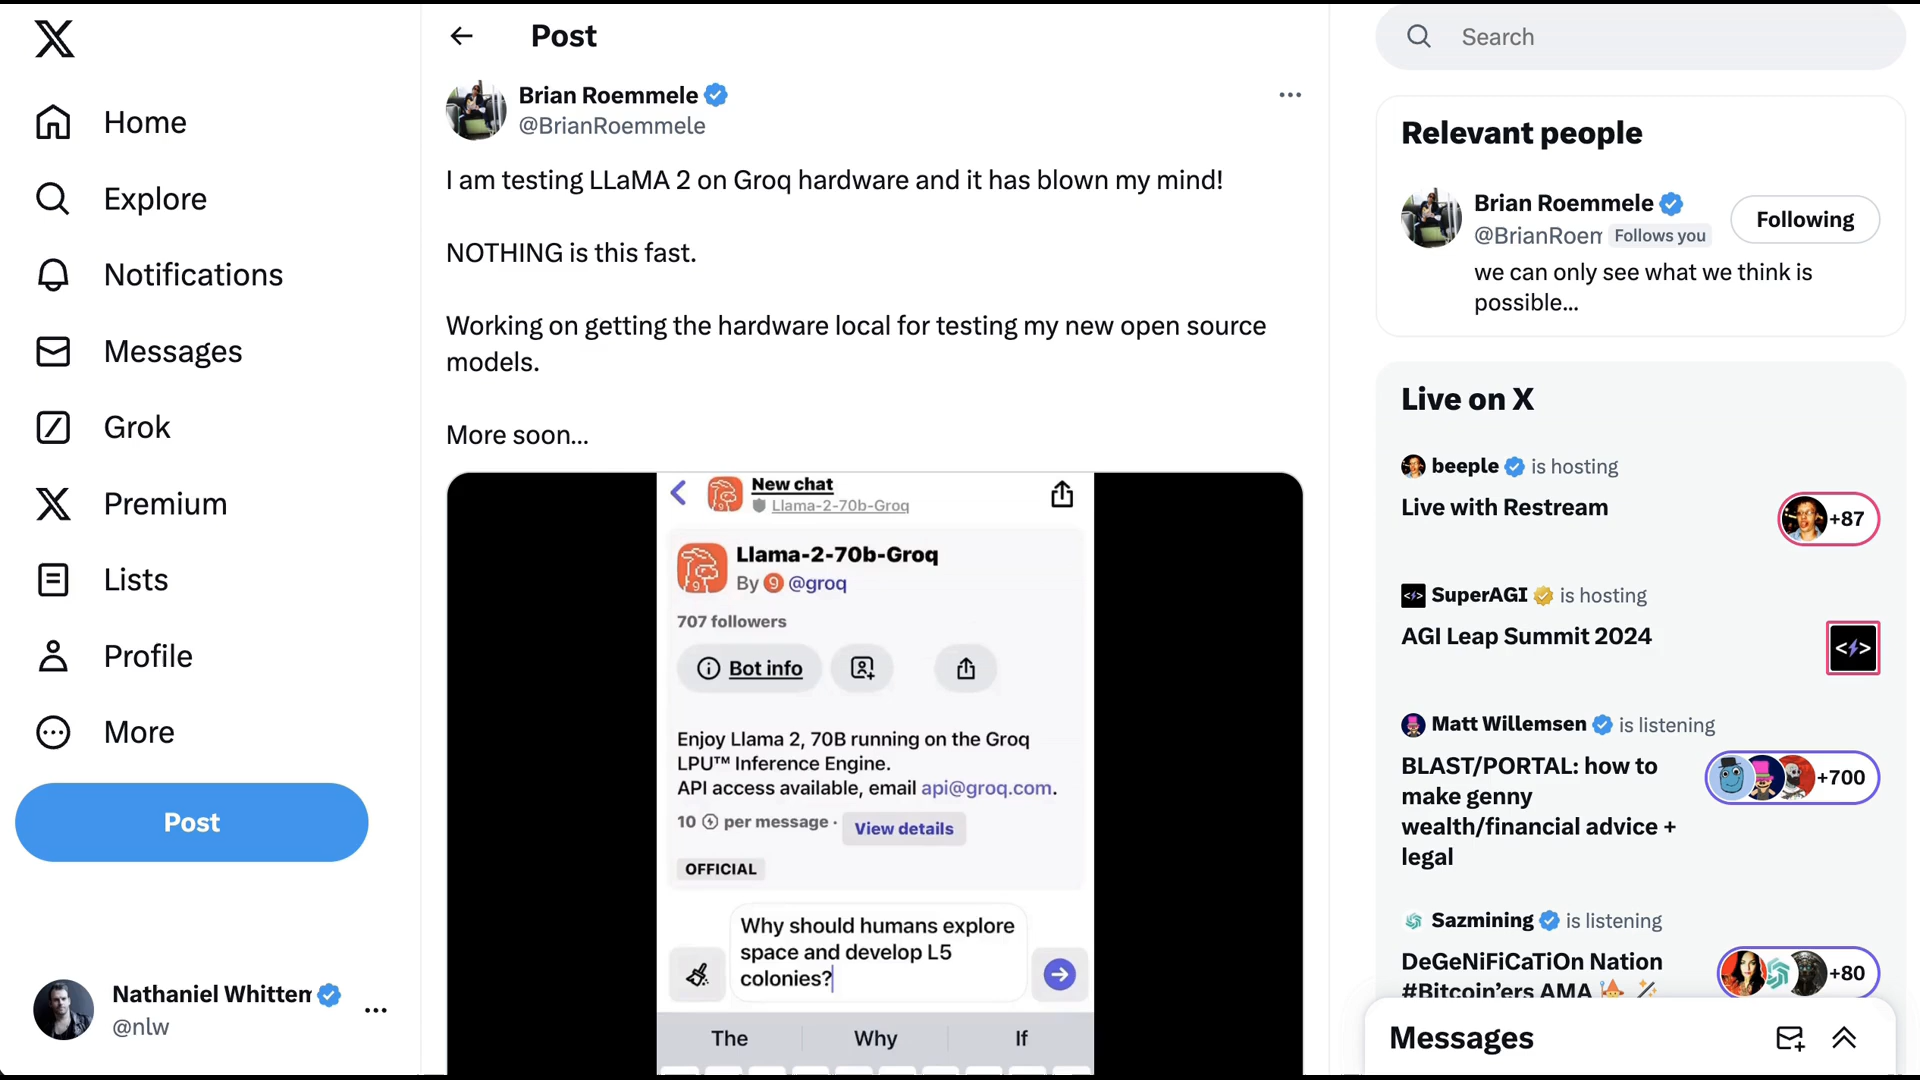 Home
Explore
Notifications
Messages
Grok
Premium
Lists
Profile
More
Post
Nathaniel Whittem
@nlw
Post
Brian Roemmele
@BrianRoemmele
I am testing LLaMA 2 on Groq hardware and it has blown my mind!
NOTHING is this fast.
Working on getting the hardware local for testing my new open source
models.
More soon...
New chat
Llama-2-70b-Groq
Llama-2-70b-Groq
By @groq
707 followers
Bot info
Enjoy Llama 2, 70B running on the Groq
LPU™ Inference Engine.
API access available, email api@groq.com.
10 per message · View details
OFFICIAL
Why should humans explore
space and develop L5
colonies?
The Why If
Search
Relevant people
Brian Roemmele
@BrianRoem Follows you
Following
we can only see what we think is
possible...
Live on X
beeple is hosting
Live with Restream
+87
SuperAGI is hosting
AGI Leap Summit 2024
Matt Willemsen is listening
BLAST/PORTAL: how to
make genny
wealth/financial advice +
legal
+700
Sazmining is listening
DeGeNiFiCaTiOn Nation
#Bitcoin'ers AMA
+80
Messages